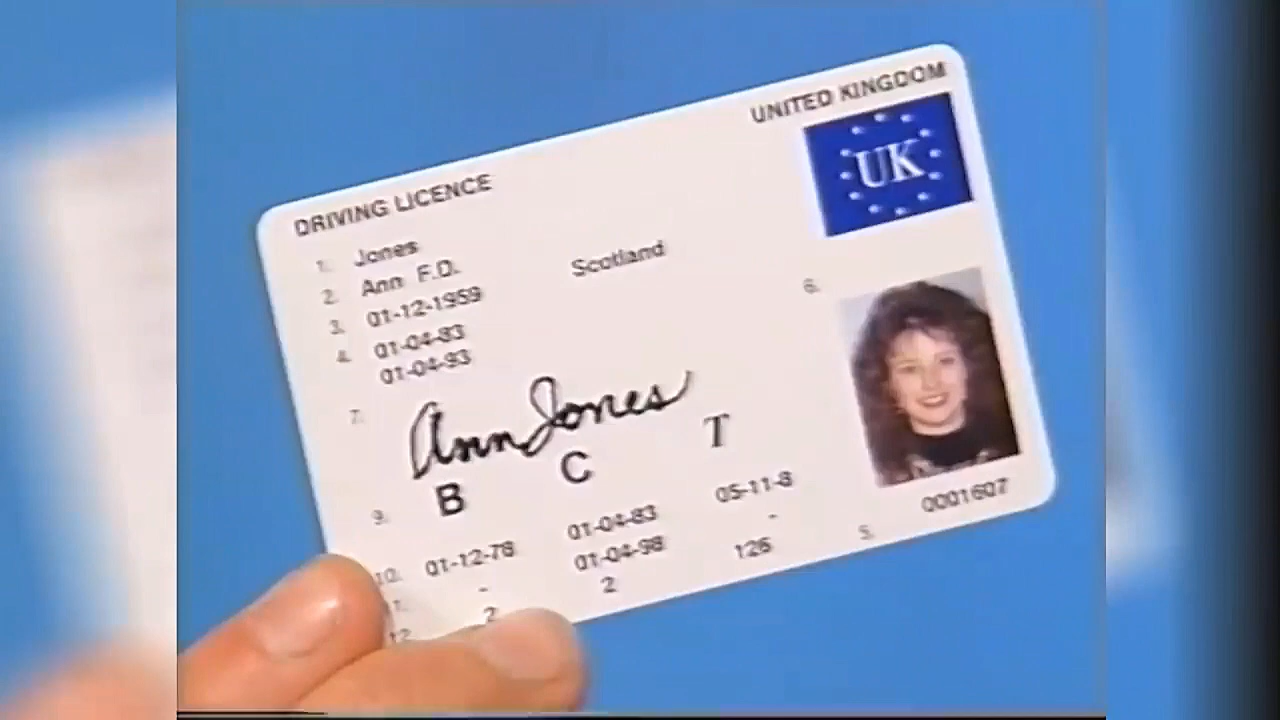 UNITED KINGDOM
UK
DRIVING LICENCE
1. Jones
2. Ann F.D. Scotland
3. 01-12-1959
4. 01-04-83
01-04-93
6.
7. Ann Jones
9. B C T
10. 01-12-78 01-04-83 05-11-8
11. - 01-04-98 -
12. 2 2 126
5. 0001607